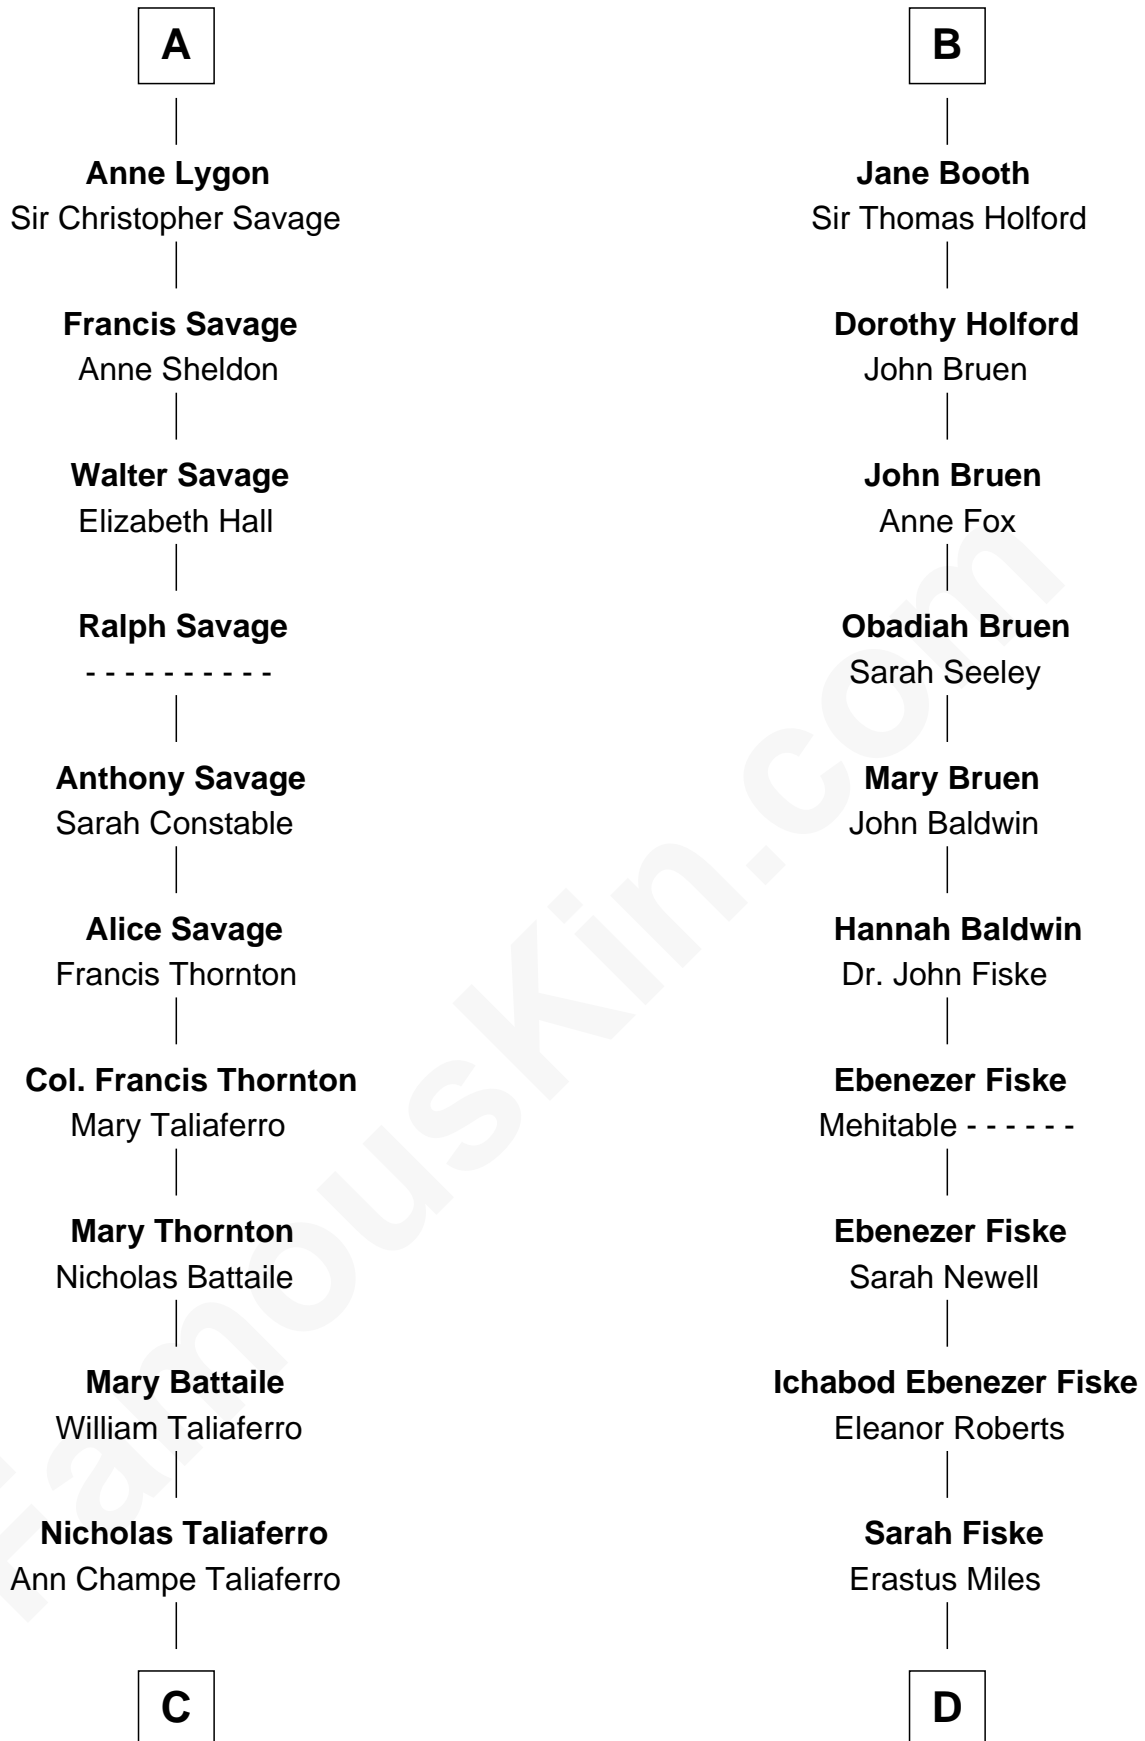 A
Anne Lygon
Sir Christopher Savage
Francis Savage
Anne Sheldon
Walter Savage
Elizabeth Hall
Ralph Savage
- - - - - - - - - -
Anthony Savage
Sarah Constable
Alice Savage
Francis Thornton
Col. Francis Thornton
Mary Taliaferro
Mary Thornton
Nicholas Battaile
Mary Battaile
William Taliaferro
Nicholas Taliaferro
Ann Champe Taliaferro
C
B
Jane Booth
Sir Thomas Holford
Dorothy Holford
John Bruen
John Bruen
Anne Fox
Obadiah Bruen
Sarah Seeley
Mary Bruen
John Baldwin
Hannah Baldwin
Dr. John Fiske
Ebenezer Fiske
Mehitable - - - - - -
Ebenezer Fiske
Sarah Newell
Ichabod Ebenezer Fiske
Eleanor Roberts
Sarah Fiske
Erastus Miles
D
FamousKin.com